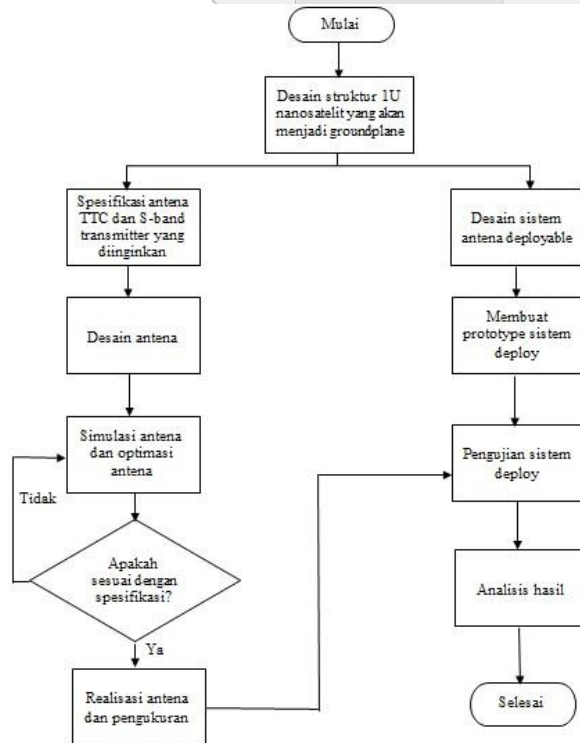 Mulai
Desain struktur 1U
nanosatelit yang akan
menjadi groundplane
Spesifikasi antena
TTC dan S-band
transmitter yang
diinginkan
Desain antena
Simulasi antena
dan optimasi
antena
Tidak
Apakah
sesuai dengan
spesifikasi?
Ya
Realisasi antena
dan pengukuran
Desain sistem
antena deployable
Membuat
prototype sistem
deploy
Pengujian sistem
deploy
Analisis hasil
Selesai